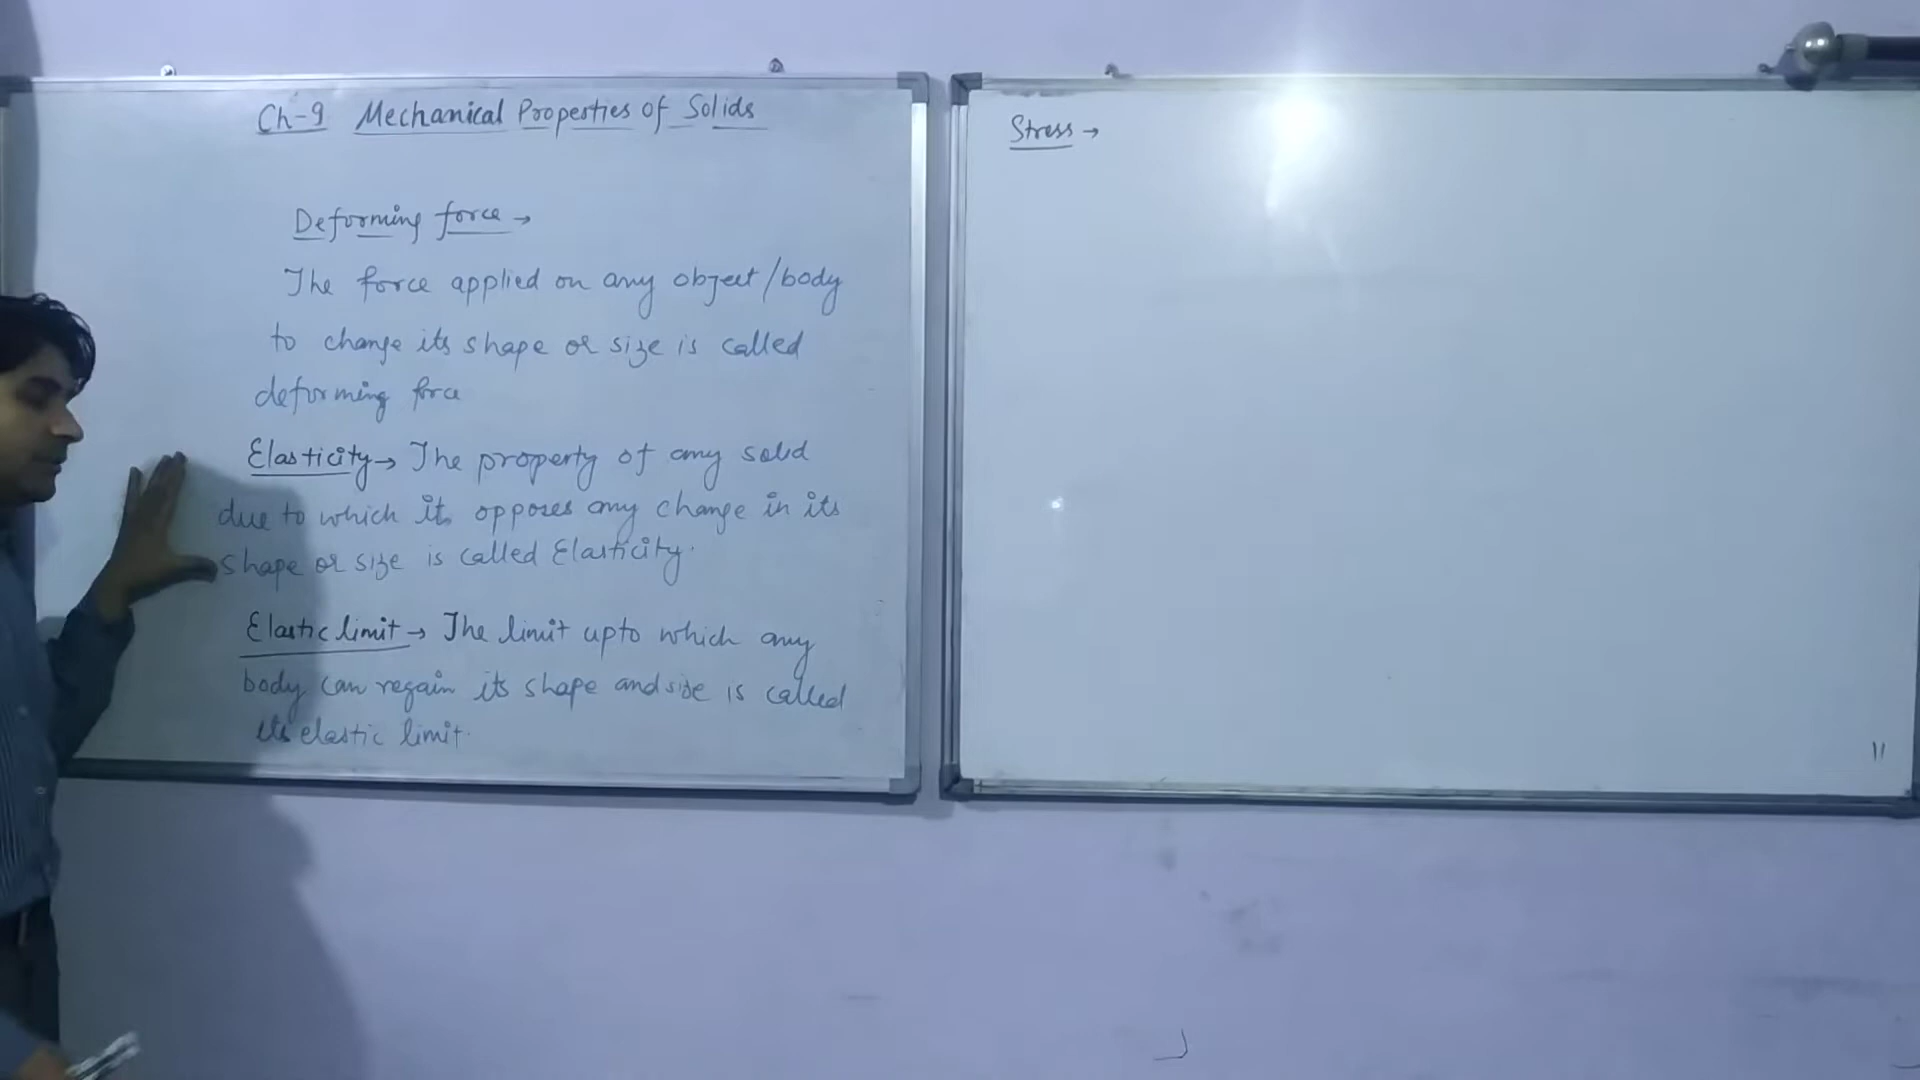 Ch-9 Mechanical Properties of Solids
Deforming force →
The force applied on any object/body
to change its shape or size is called
deforming force
Elasticity → The property of any solid
due to which it opposes any change in its
shape or size is called Elasticity.
Elastic limit → The limit upto which any
body can regain its shape and size is called
its elastic limit.
Stress →
11